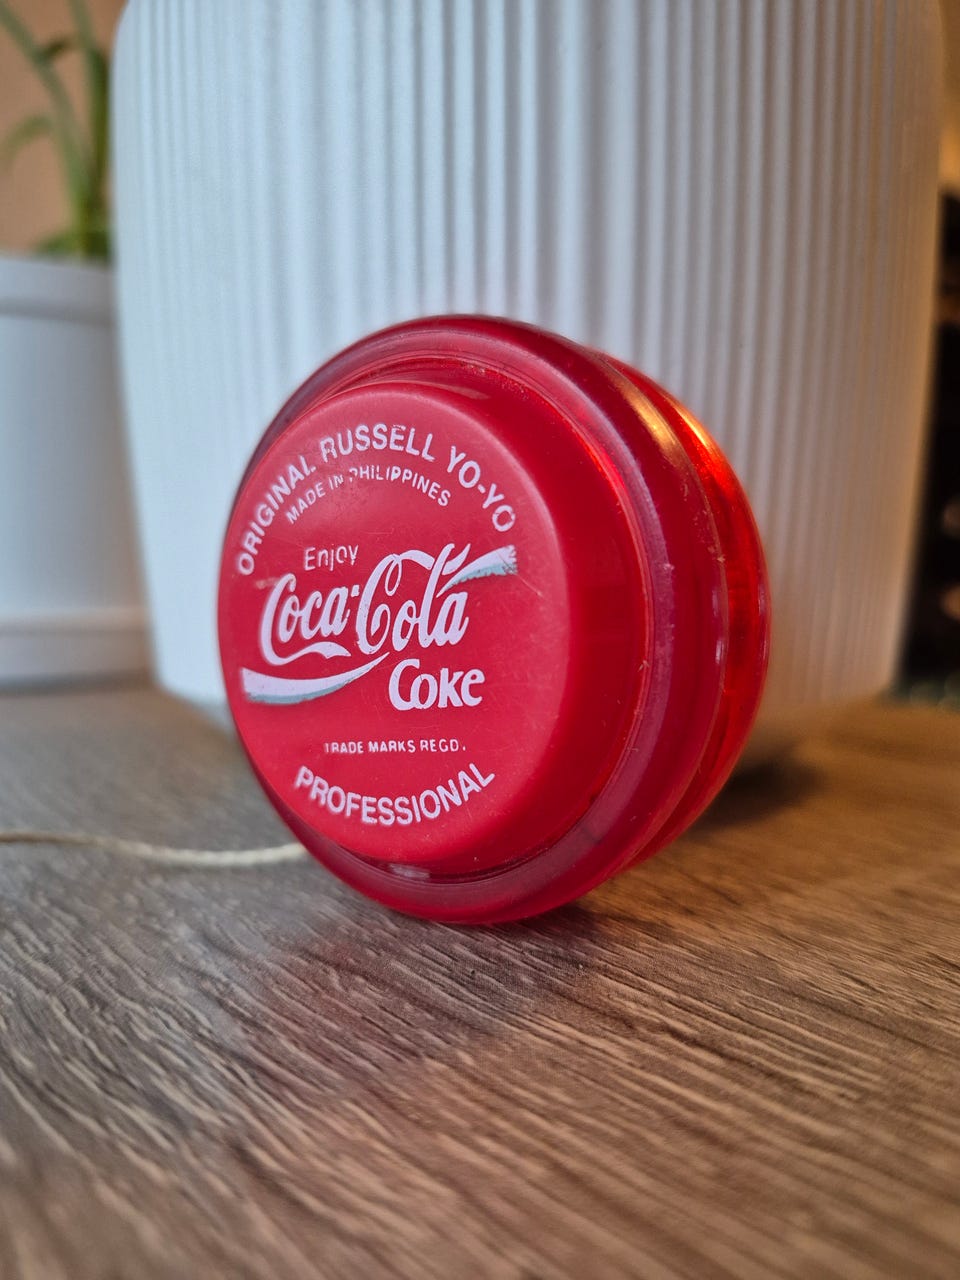 ORIGINAL RUSSELL YO-YO
MADE IN PHILIPPINES
Enjoy
Coca-Cola
Coke
TRADE MARKS REGD.
PROFESSIONAL